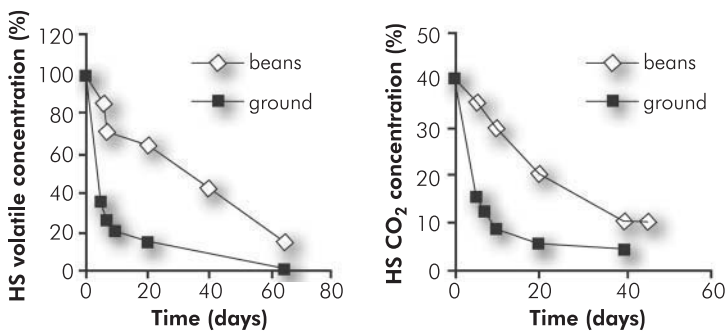 HS volatile concentration (%)
120
100
80
60
40
20
0
beans
ground
0 20 40 60 80
Time (days)
HS CO₂ concentration (%)
50
40
30
20
10
0
beans
ground
0 20 40 60
Time (days)